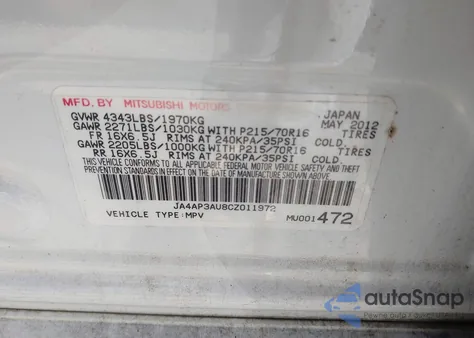 MFD. BY MITSUBISHI MOTORS JAPAN
GVWR 4343LBS/1970KG MAY 2012
GAWR 2271LBS/1030KG WITH P215/70R16 TIRES
FR 16X6.5J RIMS AT 240KPA/35PSI COLD.
GAWR 2205LBS/1000KG WITH P215/70R16 TIRES
RR 16X6.5J RIMS AT 240KPA/35PSI COLD.
THIS VEHICLE CONFORMS TO ALL APPLICABLE FEDERAL MOTOR VEHICLE
SAFETY AND THEFT PREVENTION STANDARDS IN EFFECT ON THE
DATE OF MANUFACTURE SHOWN ABOVE.
JA4AP3AU8CZ011972
VEHICLE TYPE:MPV MU001472
autoSnap